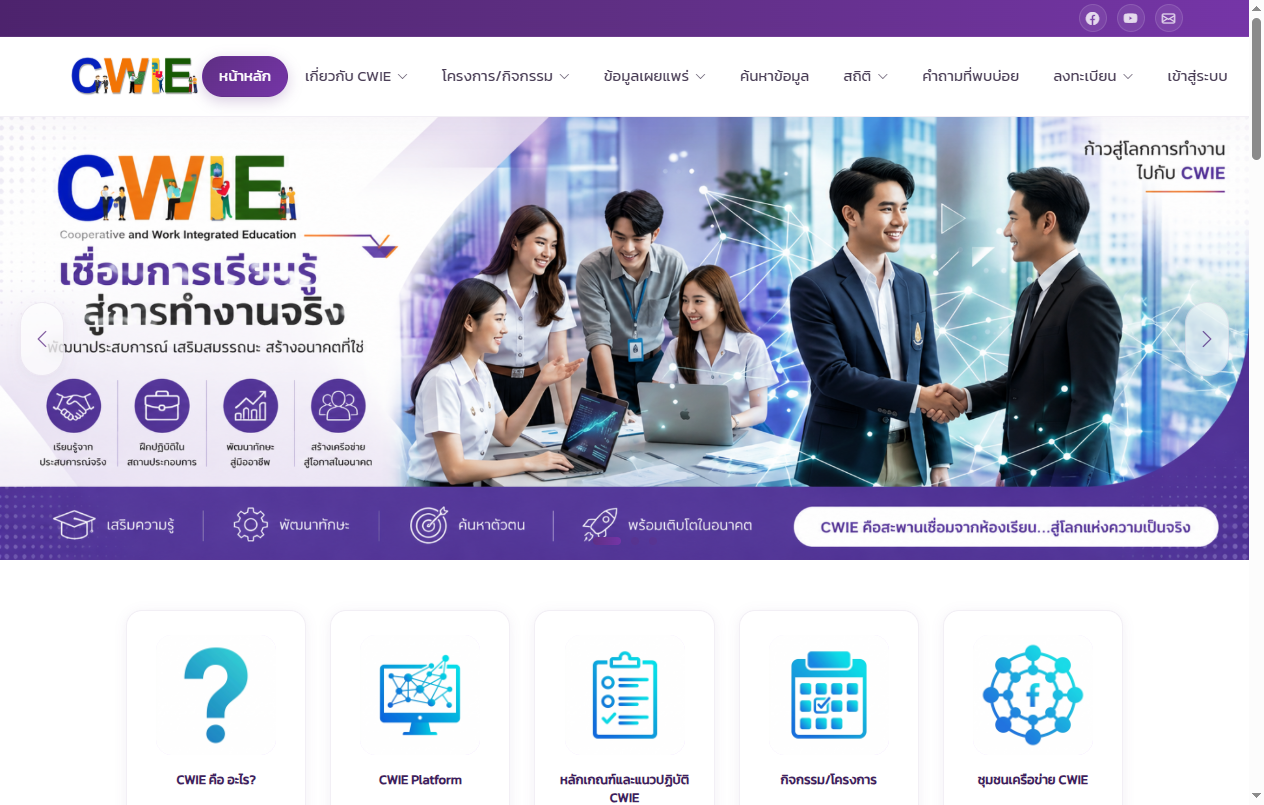 CWIE
หน้าหลัก
เกี่ยวกับ CWIE
โครงการ/กิจกรรม
ข้อมูลเผยแพร่
ค้นหาข้อมูล
สถิติ
คำถามที่พบบ่อย
ลงทะเบียน
เข้าสู่ระบบ
CWIE
Cooperative and Work Integrated Education
เชื่อมการเรียนรู้
สู่การทำงานจริง
พัฒนาประสบการณ์ เสริมสมรรถนะ สร้างอนาคตที่ใช่
เรียนรู้จาก
ประสบการณ์จริง
ฝึกปฏิบัติใน
สถานประกอบการ
พัฒนาทักษะ
สู่มืออาชีพ
สร้างเครือข่าย
สู่โอกาสในอนาคต
ก้าวสู่โลกการทำงาน
ไปกับ CWIE
เสริมความรู้
พัฒนาทักษะ
ค้นหาตัวตน
พร้อมเติบโตในอนาคต
CWIE คือสะพานเชื่อมจากห้องเรียน...สู่โลกแห่งความเป็นจริง
CWIE คือ อะไร?
CWIE Platform
หลักเกณฑ์และแนวปฏิบัติ
CWIE
กิจกรรม/โครงการ
ชุมชนเครือข่าย CWIE